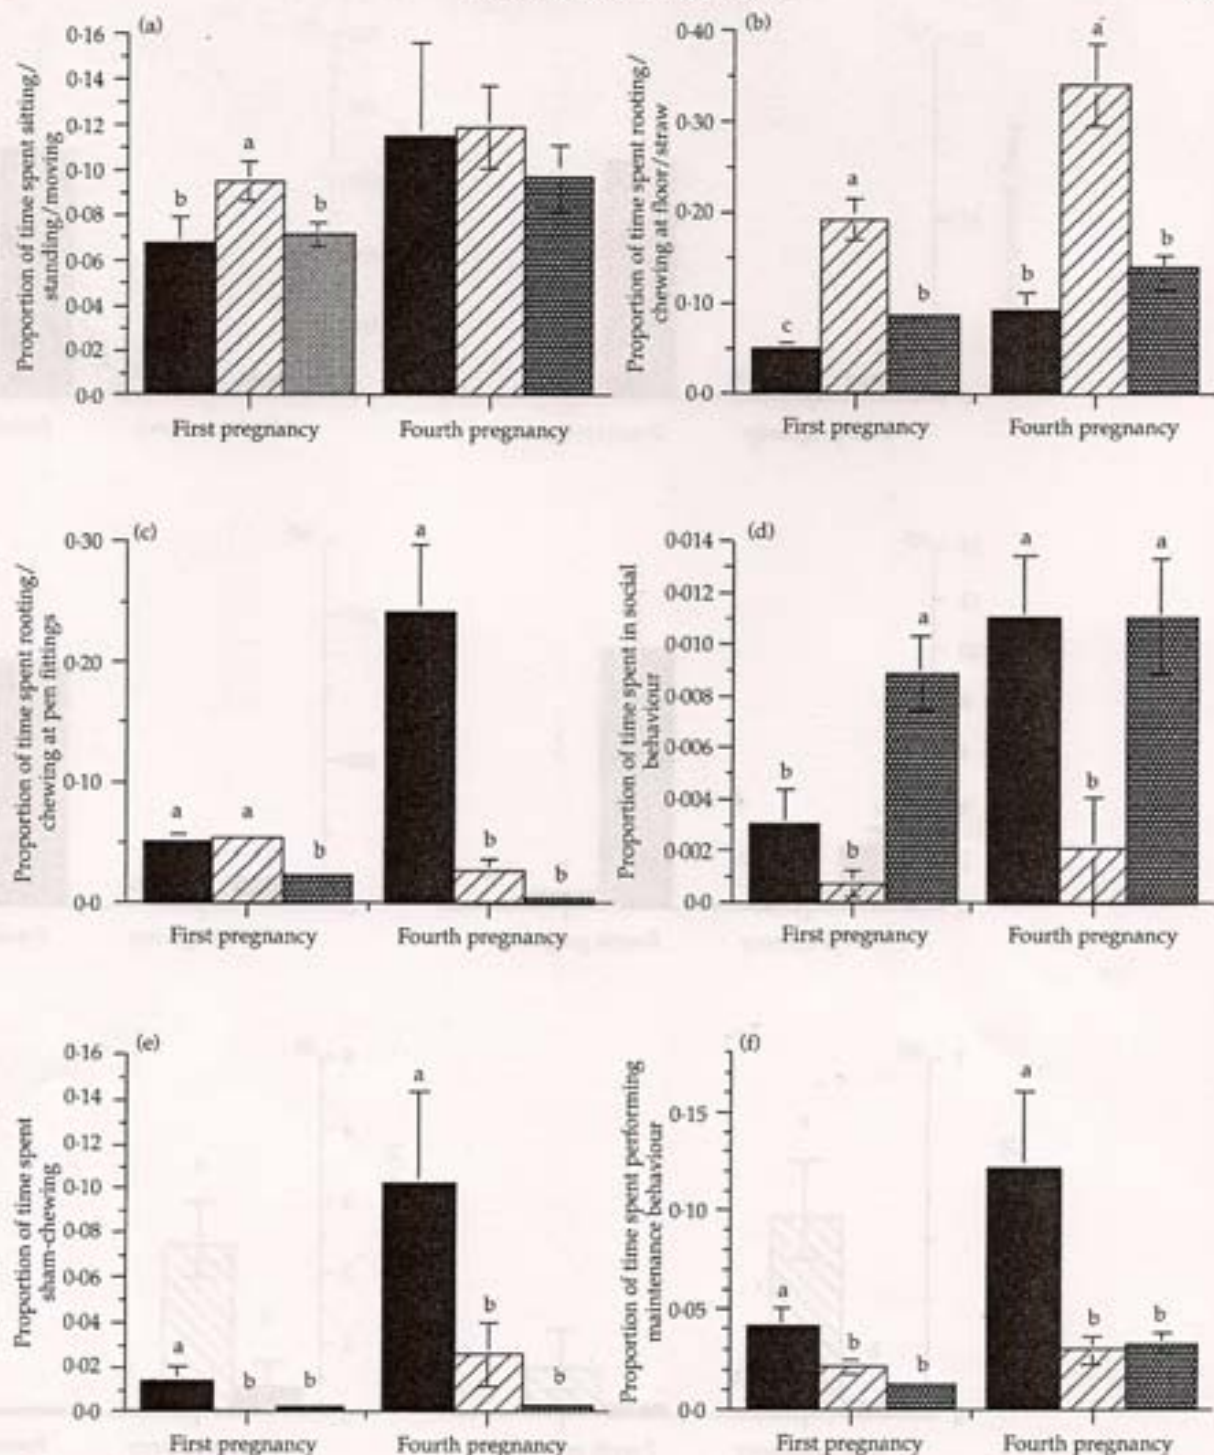 (a)
Proportion of time spent sitting/
standing/moving
0·16
0·14
0·12
0·10
0·08
0·06
0·04
0·02
0·0
b
a
b
First pregnancy
Fourth pregnancy
(b)
Proportion of time spent rooting/
chewing at floor/straw
0·40
0·30
0·20
0·10
0·0
c
a
b
b
a
b
First pregnancy
Fourth pregnancy
(c)
Proportion of time spent rooting/
chewing at pen fittings
0·30
0·20
0·10
0·0
a
a
b
a
b
b
First pregnancy
Fourth pregnancy
(d)
Proportion of time spent in social
behaviour
0·014
0·012
0·010
0·008
0·006
0·004
0·002
0·0
b
b
a
a
b
a
First pregnancy
Fourth pregnancy
(e)
Proportion of time spent
sham-chewing
0·16
0·14
0·12
0·10
0·08
0·06
0·04
0·02
0·0
a
b
b
a
b
b
First pregnancy
Fourth pregnancy
(f)
Proportion of time spent performing
maintenance behaviour
0·15
0·10
0·05
0·0
a
b
b
a
b
b
First pregnancy
Fourth pregnancy